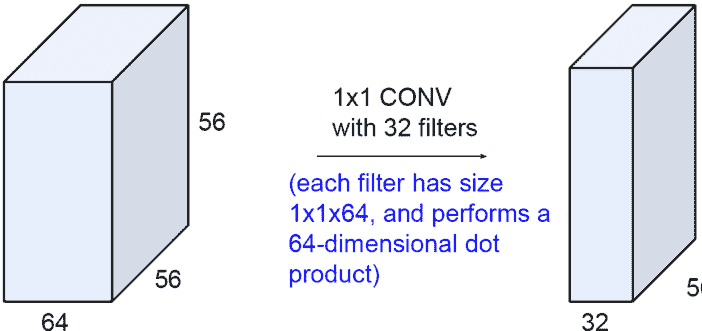 56
56
64
1x1 CONV
with 32 filters
(each filter has size
1x1x64, and performs a
64-dimensional dot
product)
32